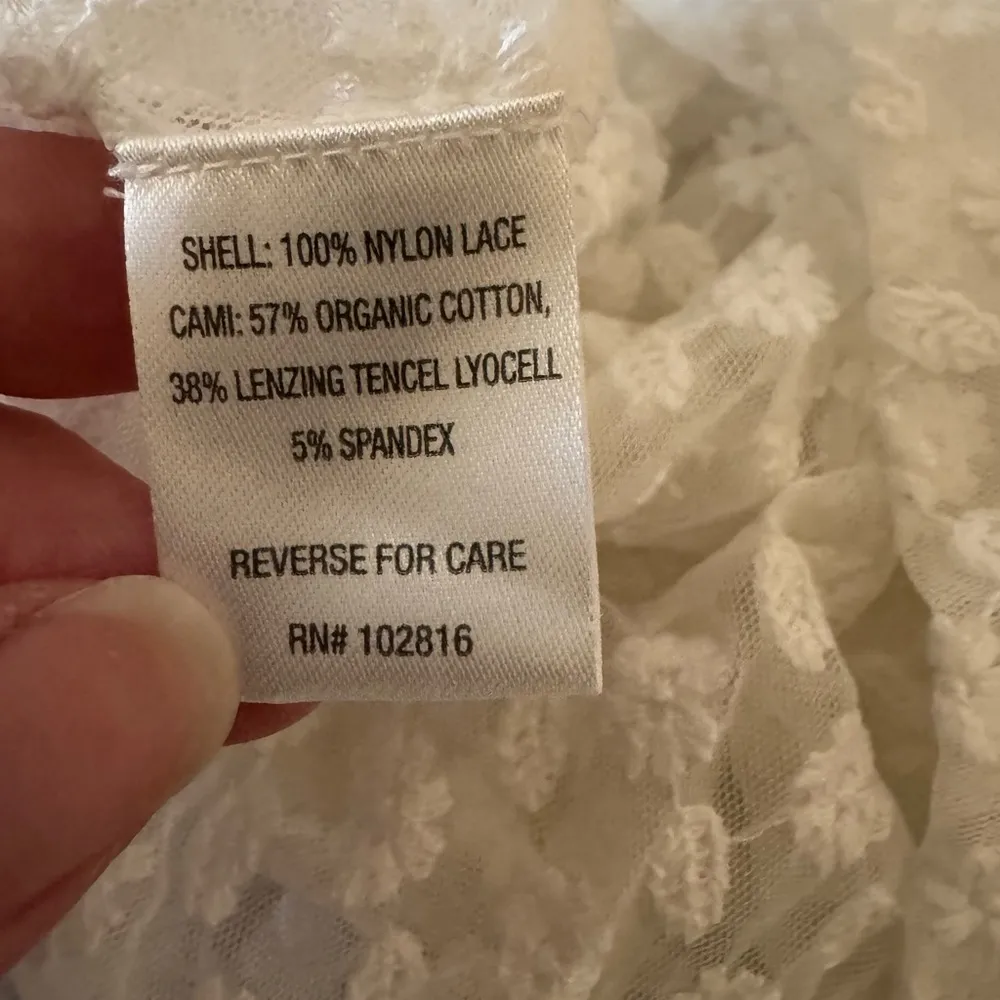 SHELL: 100% NYLON LACE
CAMI: 57% ORGANIC COTTON,
38% LENZING TENCEL LYOCELL
5% SPANDEX
REVERSE FOR CARE
RN# 102816